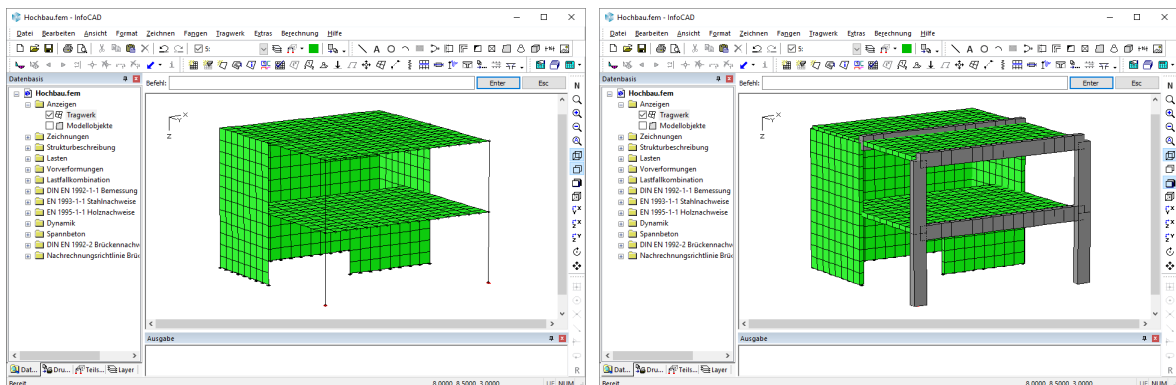 Hochbau.fem - InfoCAD
Datei Bearbeiten Ansicht Format Zeichnen Fangen Tragwerk Extras Berechnung Hilfe
5:
Datenbasis
Befehl:
Enter
Esc
Hochbau.fem
Anzeigen
Tragwerk
Modellobjekte
Zeichnungen
Strukturbeschreibung
Lasten
Vorverformungen
Lastfallkombination
DIN EN 1992-1-1 Bemessung
EN 1993-1-1 Stahlnachweise
EN 1995-1-1 Holznachweise
Dynamik
Spannbeton
DIN EN 1992-2 Brückennachw
Nachrechnungsrichtlinie Brüc
X
Y
Z
N
R
Ausgabe
Dat... Dru... Teils... Layer
Bereit
8.0000 8.5000 3.0000
UF NUM
Hochbau.fem - InfoCAD
Datei Bearbeiten Ansicht Format Zeichnen Fangen Tragwerk Extras Berechnung Hilfe
5:
Datenbasis
Befehl:
Enter
Esc
Hochbau.fem
Anzeigen
Tragwerk
Modellobjekte
Zeichnungen
Strukturbeschreibung
Lasten
Vorverformungen
Lastfallkombination
DIN EN 1992-1-1 Bemessung
EN 1993-1-1 Stahlnachweise
EN 1995-1-1 Holznachweise
Dynamik
Spannbeton
DIN EN 1992-2 Brückennachw
Nachrechnungsrichtlinie Brüc
X
Y
Z
N
R
Ausgabe
Dat... Dru... Teils... Layer
Bereit
8.0000 8.5000 3.0000
UF NUM